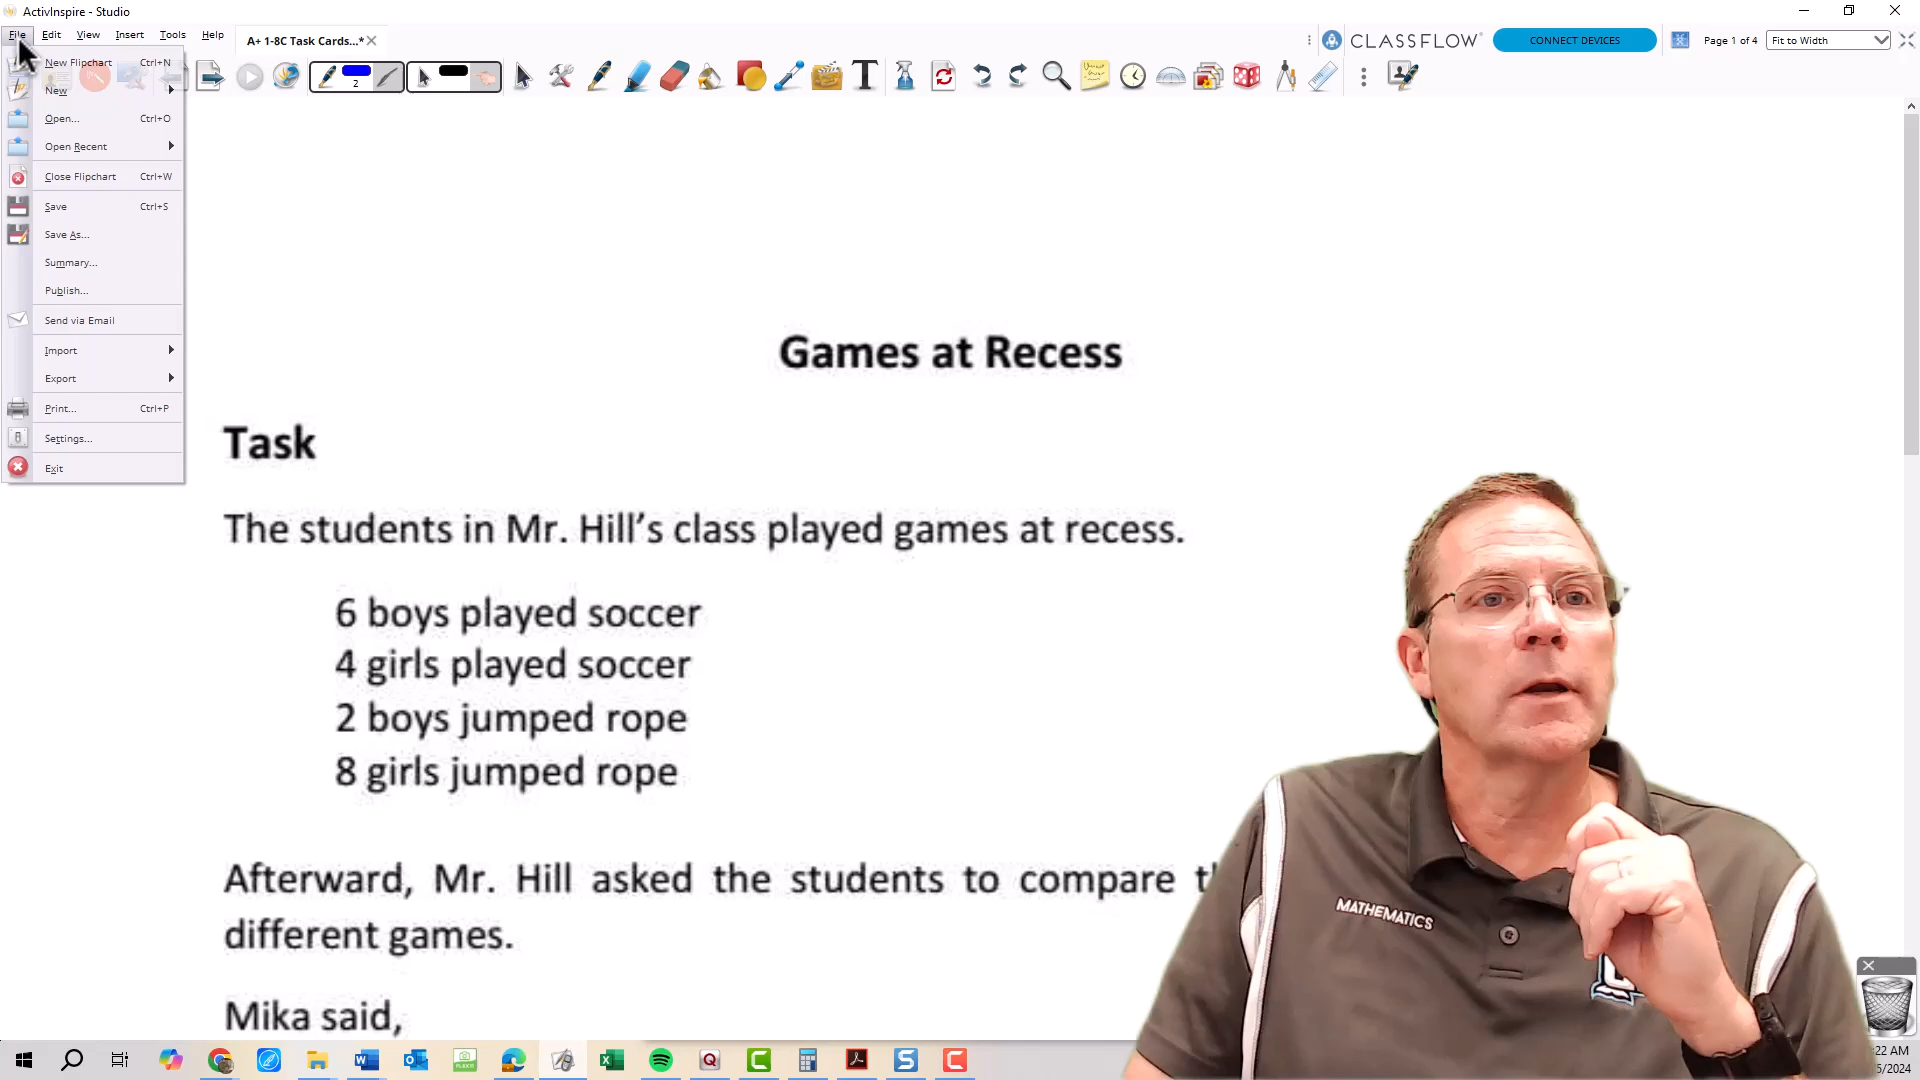 ActivInspire - Studio
File Edit View Insert Tools Help
A+ 1-8C Task Cards...*
CLASSFLOW
CONNECT DEVICES
Page 1 of 4
Fit to Width
New Flipchart Ctrl+N
New
Open... Ctrl+O
Open Recent
Close Flipchart Ctrl+W
Save Ctrl+S
Save As...
Summary...
Publish...
Send via Email
Import
Export
Print... Ctrl+P
Settings...
Exit
2
T
Games at Recess
Task
The students in Mr. Hill's class played games at recess.
6 boys played soccer
4 girls played soccer
2 boys jumped rope
8 girls jumped rope
Afterward, Mr. Hill asked the students to compare
different games.
Mika said,
MATHEMATICS
:22 AM
/2024